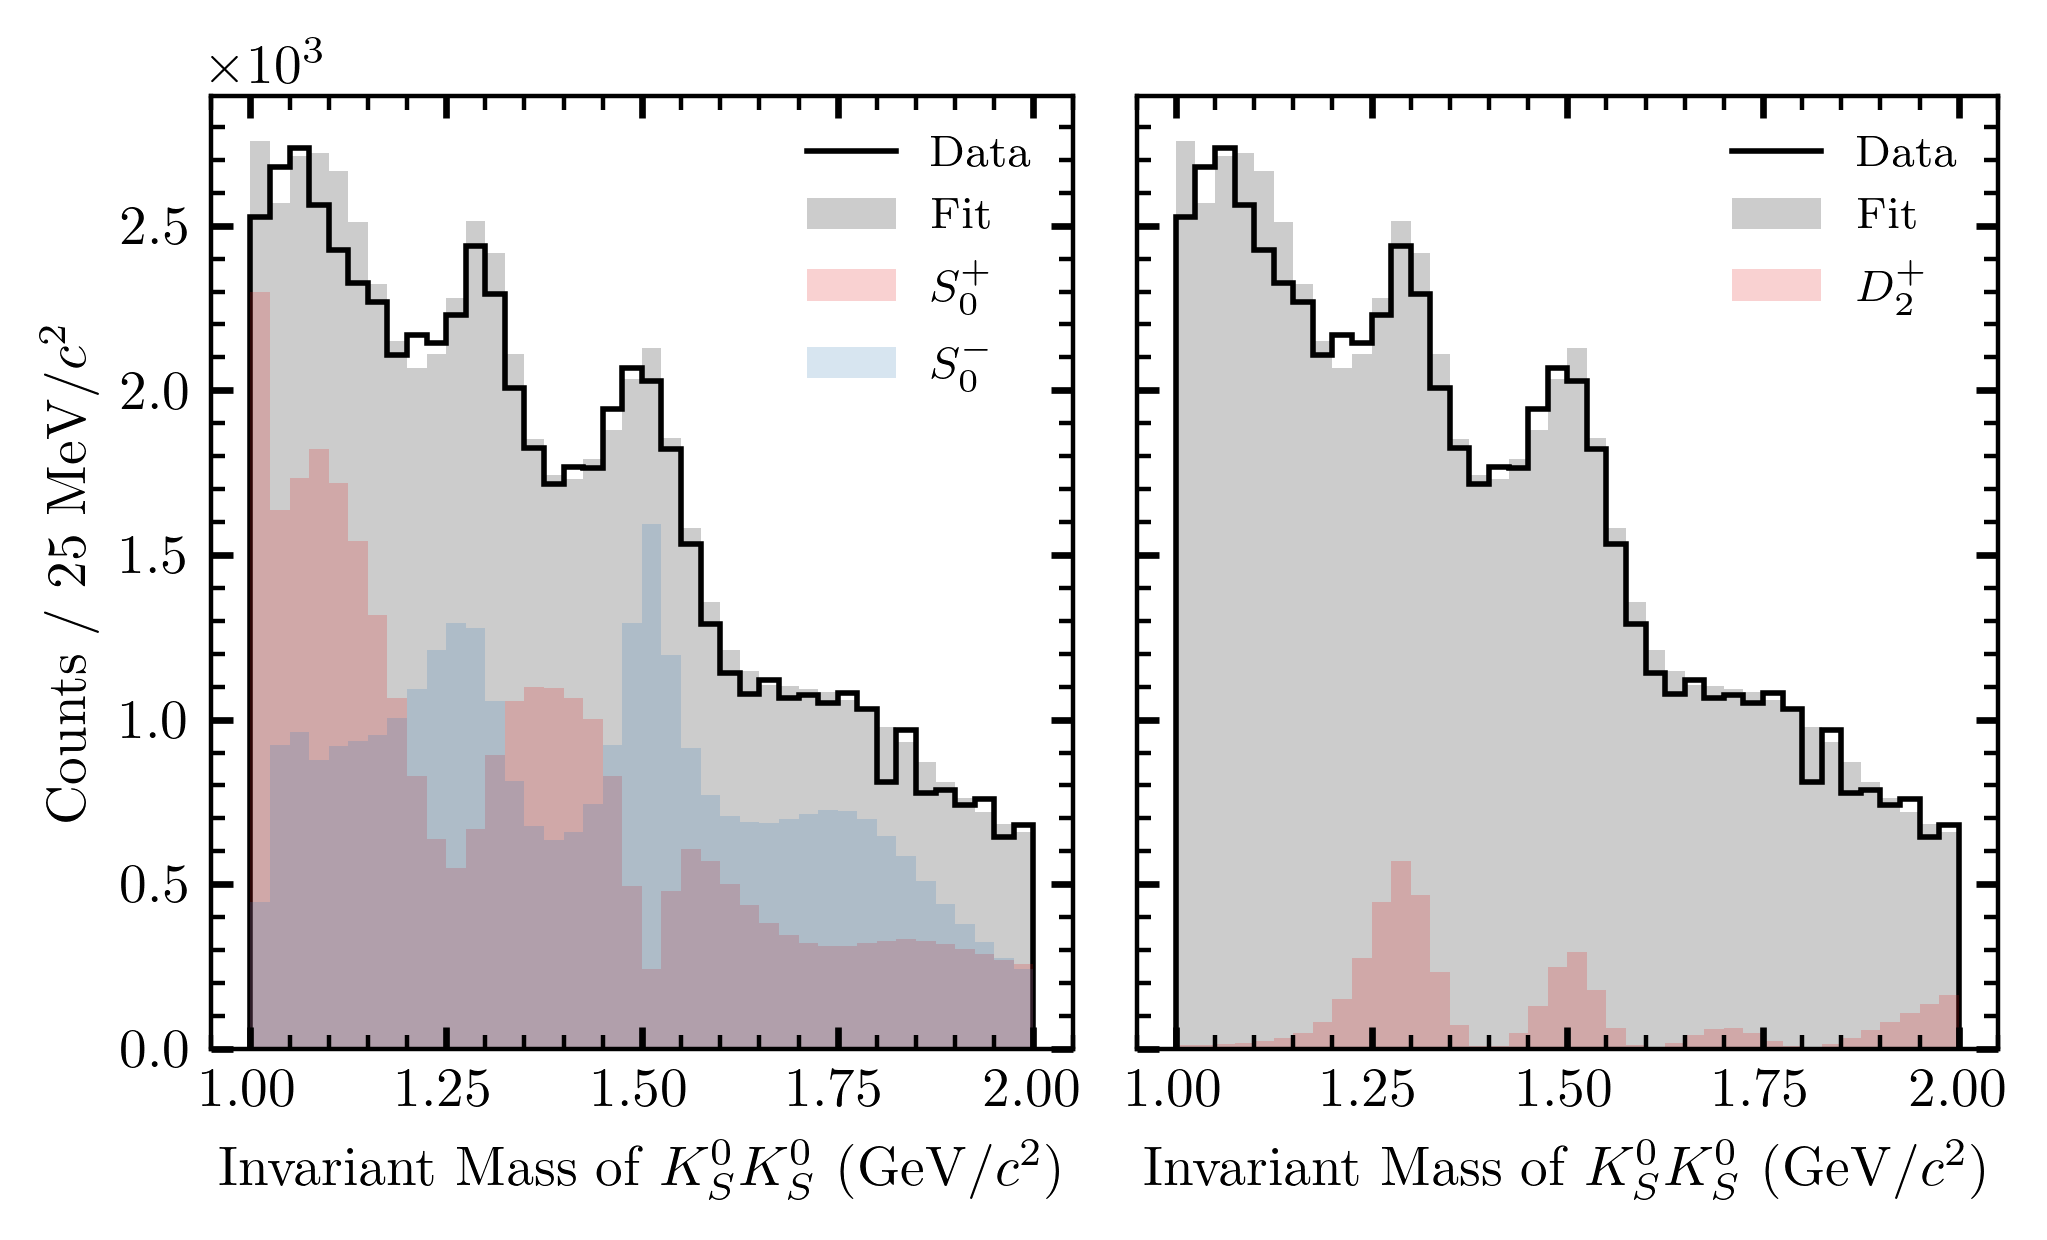 ×10³
Counts / 25 MeV/c²
2.5
2.0
1.5
1.0
0.5
0.0
Data
Fit
S₀⁺
S₀⁻
1.00 1.25 1.50 1.75 2.00
Invariant Mass of K⁰_S K⁰_S (GeV/c²)
Data
Fit
D₂⁺
1.00 1.25 1.50 1.75 2.00
Invariant Mass of K⁰_S K⁰_S (GeV/c²)